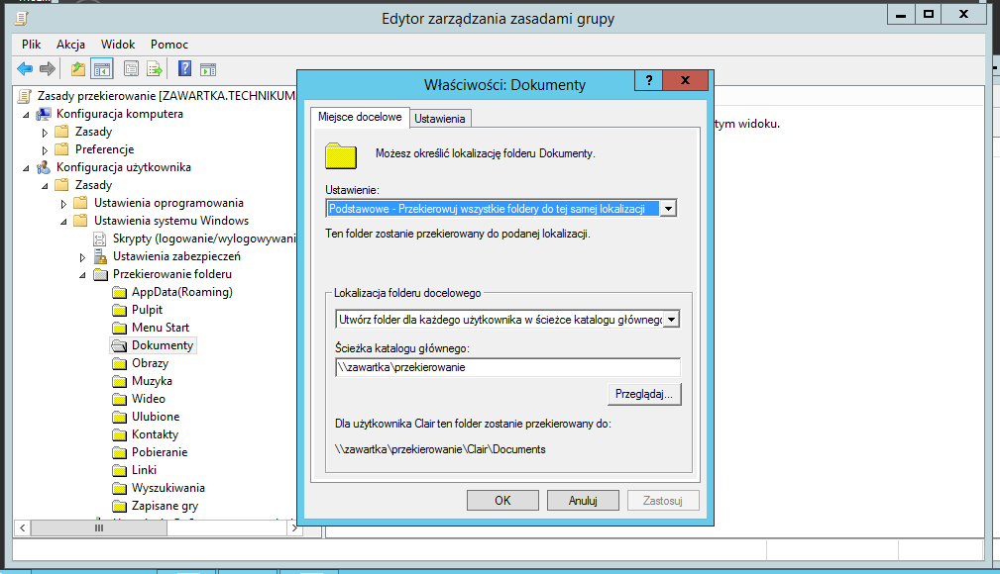 Edytor zarządzania zasadami grupy
Plik Akcja Widok Pomoc
Zasady przekierowanie [ZAWARTKA.TECHNIKUM
Konfiguracja komputera
Zasady
Preferencje
Konfiguracja użytkownika
Zasady
Ustawienia oprogramowania
Ustawienia systemu Windows
Skrypty (logowanie/wylogowywani
Ustawienia zabezpieczeń
Przekierowanie folderu
AppData(Roaming)
Pulpit
Menu Start
Dokumenty
Obrazy
Muzyka
Wideo
Ulubione
Kontakty
Pobieranie
Linki
Wyszukiwania
Zapisane gry
tym widoku.
Właściwości: Dokumenty
? x
Miejsce docelowe Ustawienia
Możesz określić lokalizację folderu Dokumenty.
Ustawienie:
Podstawowe - Przekierowuj wszystkie foldery do tej samej lokalizacji
Ten folder zostanie przekierowany do podanej lokalizacji.
Lokalizacja folderu docelowego
Utwórz folder dla każdego użytkownika w ścieżce katalogu główneg
Ścieżka katalogu głównego:
\\zawartka\przekierowanie
Przeglądaj...
Dla użytkownika Clair ten folder zostanie przekierowany do:
\\zawartka\przekierowanie\Clair\Documents
OK Anuluj Zastosuj